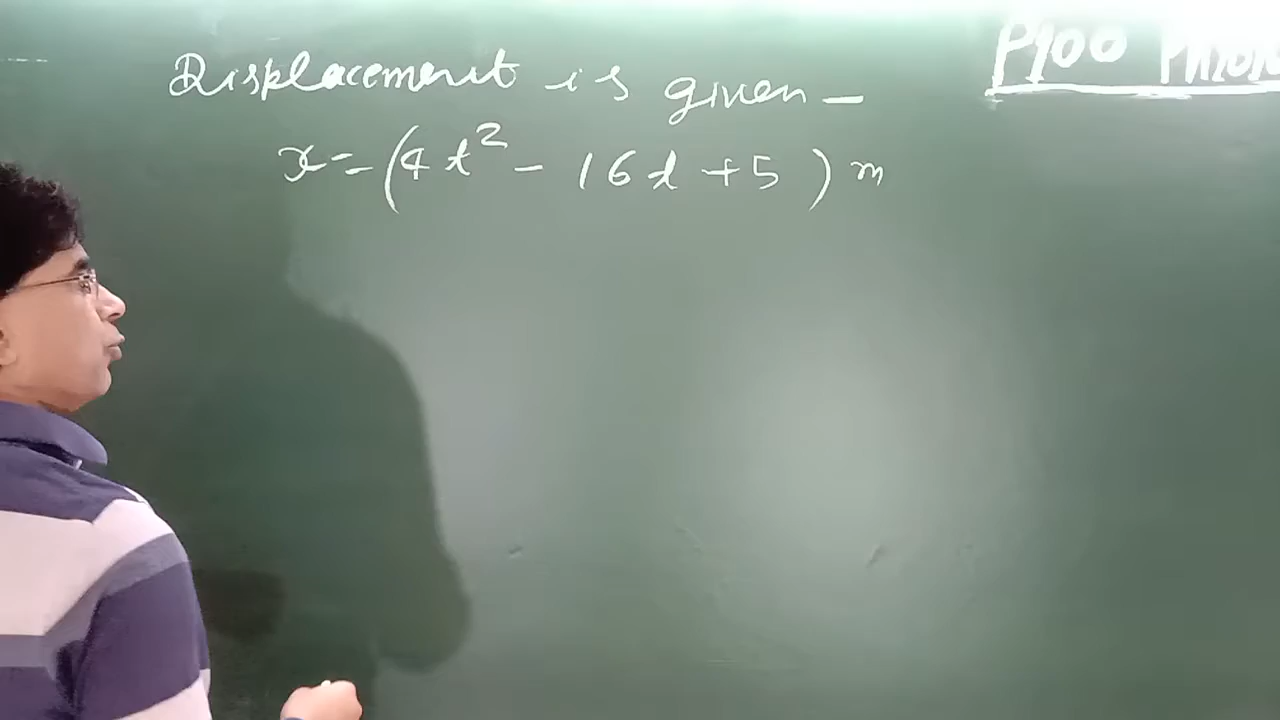 Displacement is given -
x = (4t² - 16t + 5) m